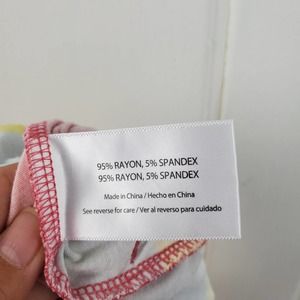 95% RAYON, 5% SPANDEX
95% RAYON, 5% SPANDEX
Made in China / Hecho en China
See reverse for care / Ver al reverso para cuidado